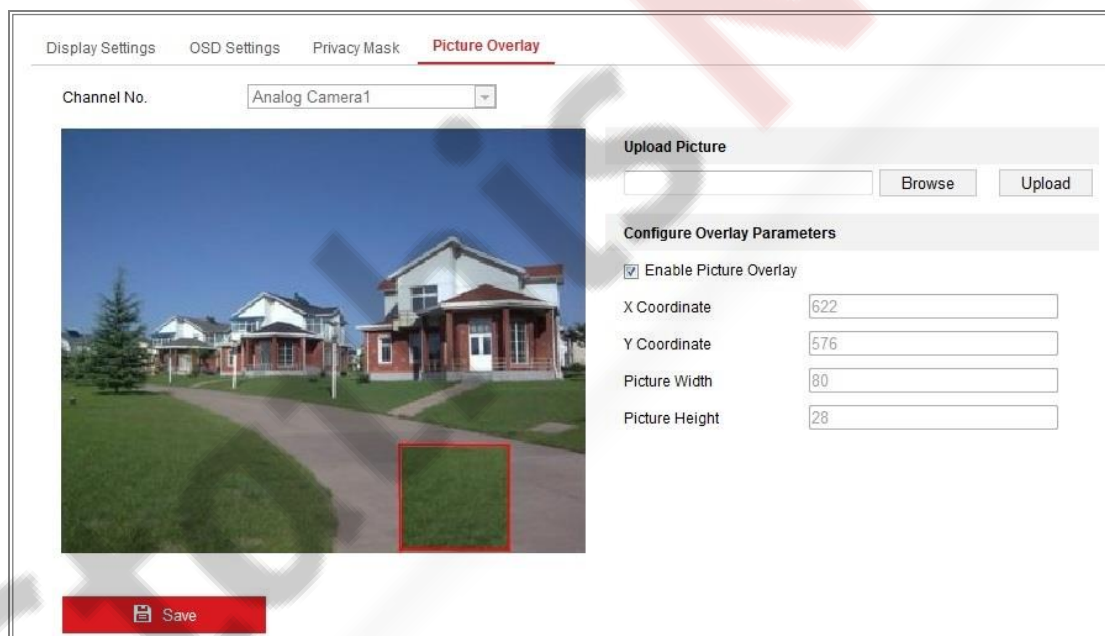 Display Settings OSD Settings Privacy Mask Picture Overlay
Channel No. Analog Camera1
Upload Picture
Browse Upload
Configure Overlay Parameters
Enable Picture Overlay
X Coordinate 622
Y Coordinate 576
Picture Width 80
Picture Height 28
Save